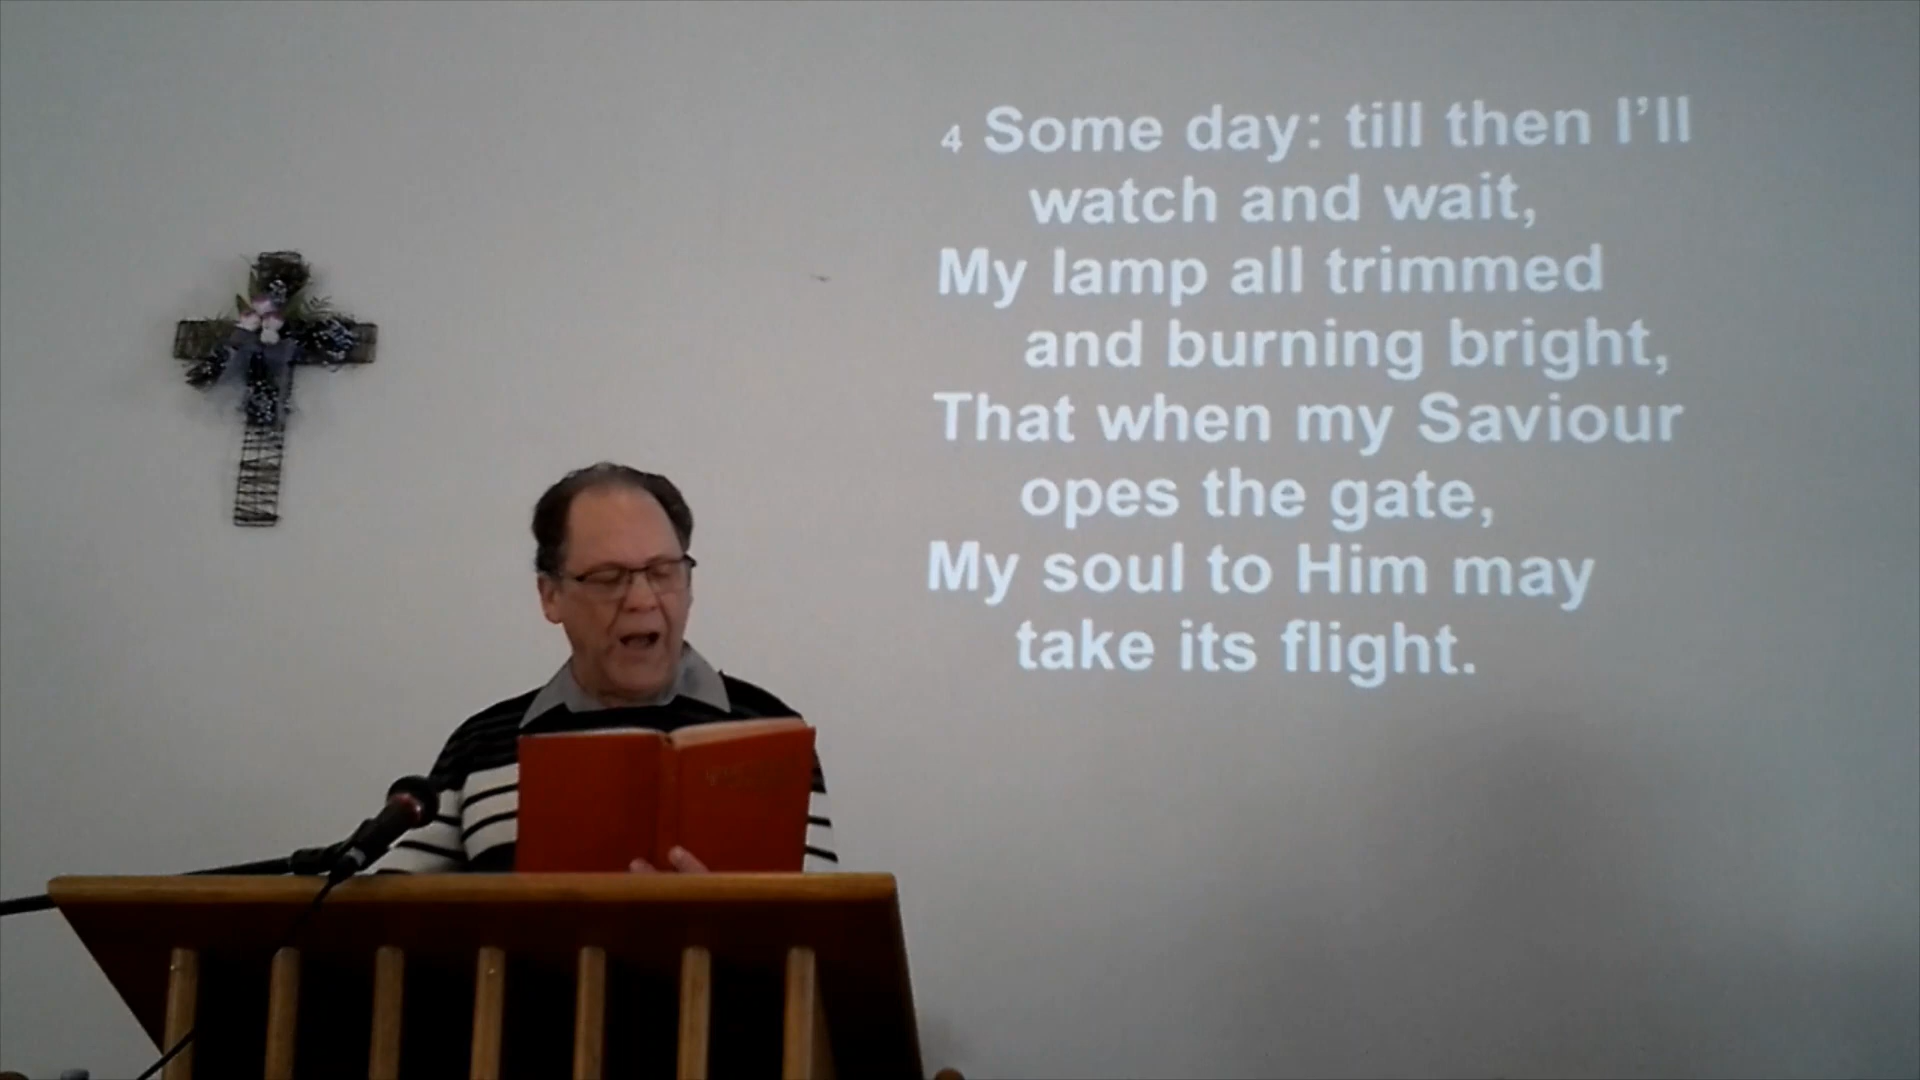 4 Some day: till then I’ll
watch and wait,
My lamp all trimmed
and burning bright,
That when my Saviour
opes the gate,
My soul to Him may
take its flight.